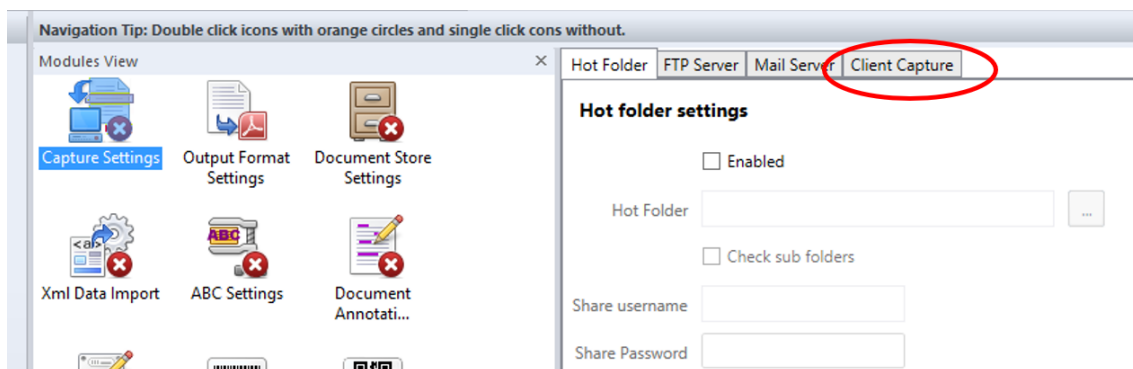 Navigation Tip: Double click icons with orange circles and single click cons without.
Modules View
Capture Settings
Output Format
Settings
Document Store
Settings
<a>
Xml Data Import
ABC
ABC Settings
Document
Annotati...
Hot Folder
FTP Server
Mail Server
Client Capture
Hot folder settings
Enabled
Hot Folder
...
Check sub folders
Share username
Share Password